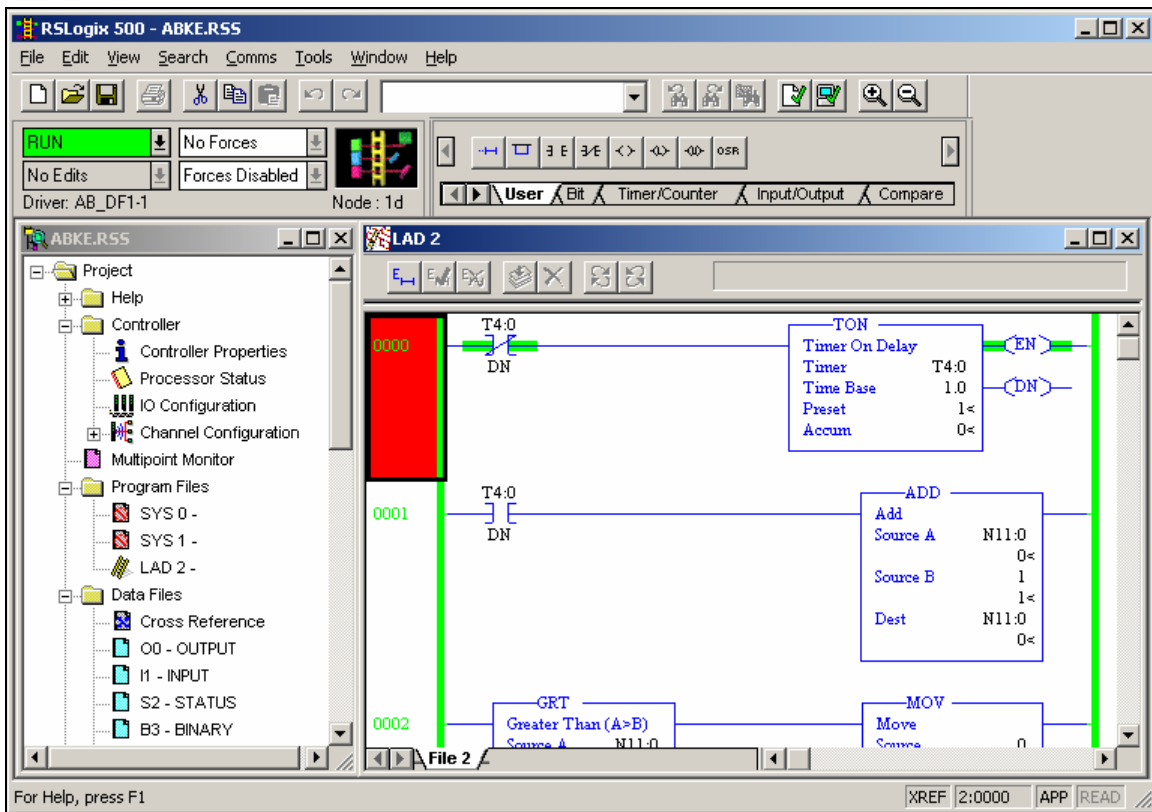 RSLogix 500 - ABKE.RSS
File Edit View Search Comms Tools Window Help
RUN
No Forces
No Edits
Forces Disabled
Driver: AB_DF1-1
Node : 1d
OSR
User
Bit
Timer/Counter
Input/Output
Compare
ABKE.RSS
Project
Help
Controller
Controller Properties
Processor Status
IO Configuration
Channel Configuration
Multipoint Monitor
Program Files
SYS 0 -
SYS 1 -
LAD 2 -
Data Files
Cross Reference
O0 - OUTPUT
I1 - INPUT
S2 - STATUS
B3 - BINARY
LAD 2
0000
T4:0
DN
TON
Timer On Delay
Timer T4:0
Time Base 1.0
Preset 1<
Accum 0<
EN
DN
0001
T4:0
DN
ADD
Add
Source A N11:0
0<
Source B 1
1<
Dest N11:0
0<
0002
GRT
Greater Than (A>B)
Source A N11:0
MOV
Move
Source 0
File 2
For Help, press F1
XREF
2:0000
APP
READ